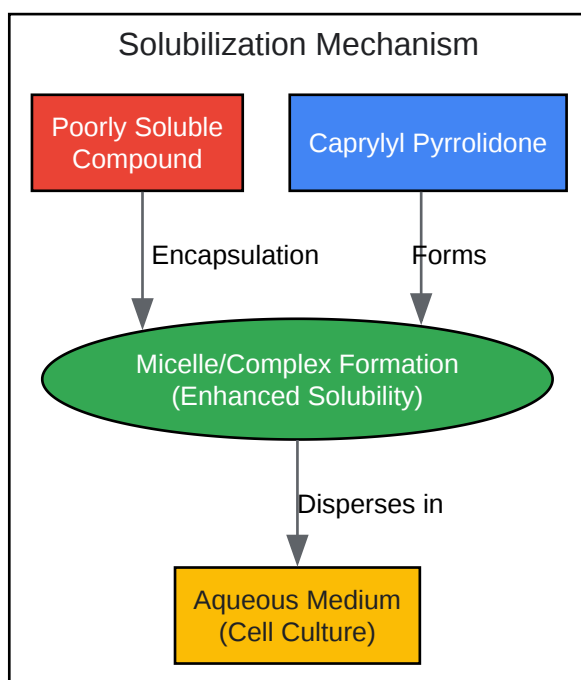 Solubilization Mechanism
Poorly Soluble
Compound
Caprylyl Pyrrolidone
Encapsulation
Forms
Micelle/Complex Formation
(Enhanced Solubility)
Disperses in
Aqueous Medium
(Cell Culture)